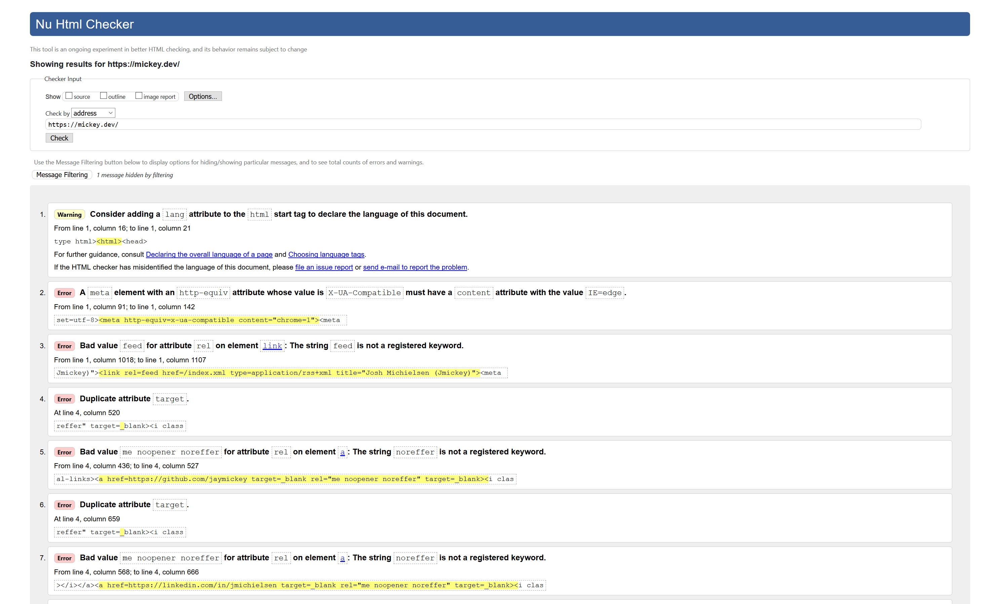 Nu Html Checker
This tool is an ongoing experiment in better HTML checking, and its behavior remains subject to change
Showing results for https://mickey.dev/
Checker Input
Show source outline image report Options...
Check by address
https://mickey.dev/
Check
Use the Message Filtering button below to display options for hiding/showing particular messages, and to see total counts of errors and warnings.
Message Filtering 1 message hidden by filtering
1. Warning Consider adding a lang attribute to the html start tag to declare the language of this document.
From line 1, column 16; to line 1, column 21
type html><html><head>
For further guidance, consult Declaring the overall language of a page and Choosing language tags.
If the HTML checker has misidentified the language of this document, please file an issue report or send e-mail to report the problem.
2. Error A meta element with an http-equiv attribute whose value is X-UA-Compatible must have a content attribute with the value IE=edge.
From line 1, column 91; to line 1, column 142
set=utf-8><meta http-equiv=x-ua-compatible content="chrome=1"><meta
3. Error Bad value feed for attribute rel on element link: The string feed is not a registered keyword.
From line 1, column 1018; to line 1, column 1107
Jmickey)"><link rel=feed href=/index.xml type=application/rss+xml title="Josh Michielsen (Jmickey)"><meta
4. Error Duplicate attribute target.
At line 4, column 520
reffer" target=_blank><i class
5. Error Bad value me noopener noreffer for attribute rel on element a: The string noreffer is not a registered keyword.
From line 4, column 436; to line 4, column 527
al-links><a href=https://github.com/jaymickey target=_blank rel="me noopener noreffer" target=_blank><i clas
6. Error Duplicate attribute target.
At line 4, column 659
reffer" target=_blank><i class
7. Error Bad value me noopener noreffer for attribute rel on element a: The string noreffer is not a registered keyword.
From line 4, column 568; to line 4, column 666
></i></a><a href=https://linkedin.com/in/jmichielsen target=_blank rel="me noopener noreffer" target=_blank><i clas